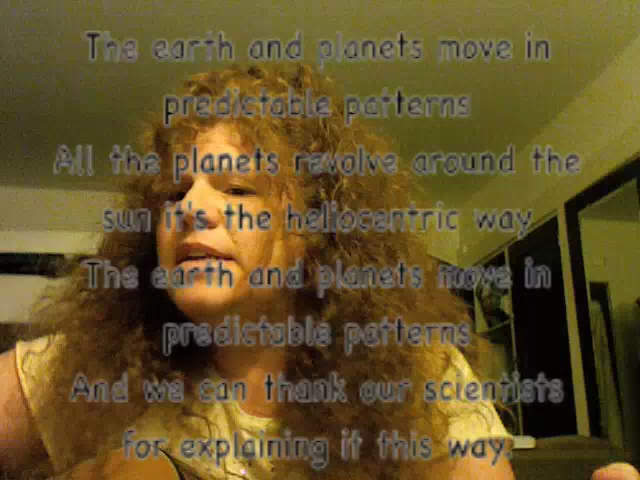 The earth and planets move in
predictable patterns
All the planets revolve around the
sun it's the heliocentric way
The earth and planets move in
predictable patterns
And we can thank our scientists
for explaining it this way.